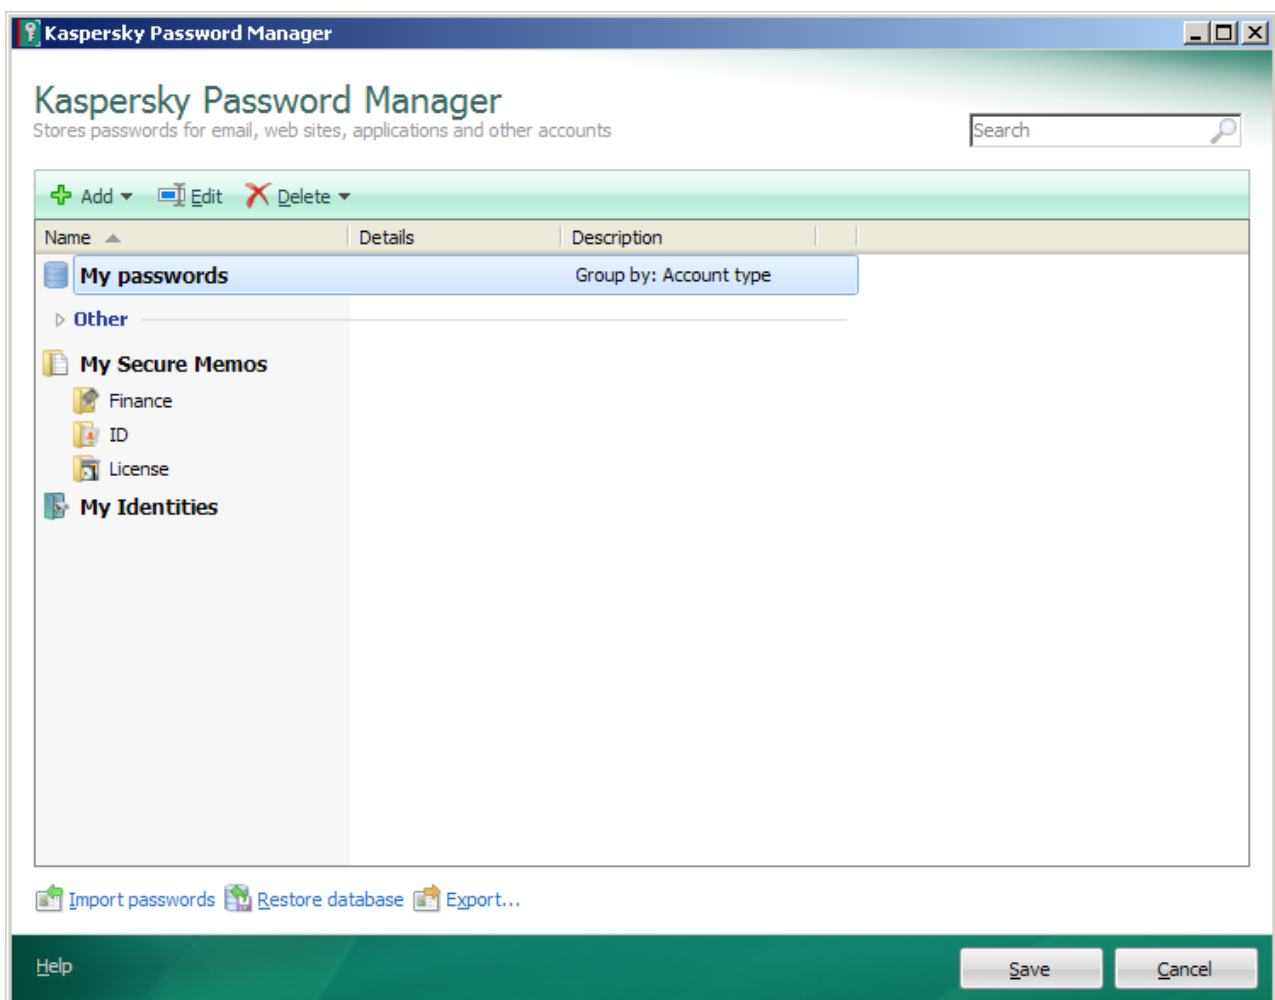 Kaspersky Password Manager
Kaspersky Password Manager
Stores passwords for email, web sites, applications and other accounts
Search
Add Edit Delete
Name Details Description
My passwords Group by: Account type
Other
My Secure Memos
Finance
ID
License
My Identities
Import passwords Restore database Export...
Help Save Cancel